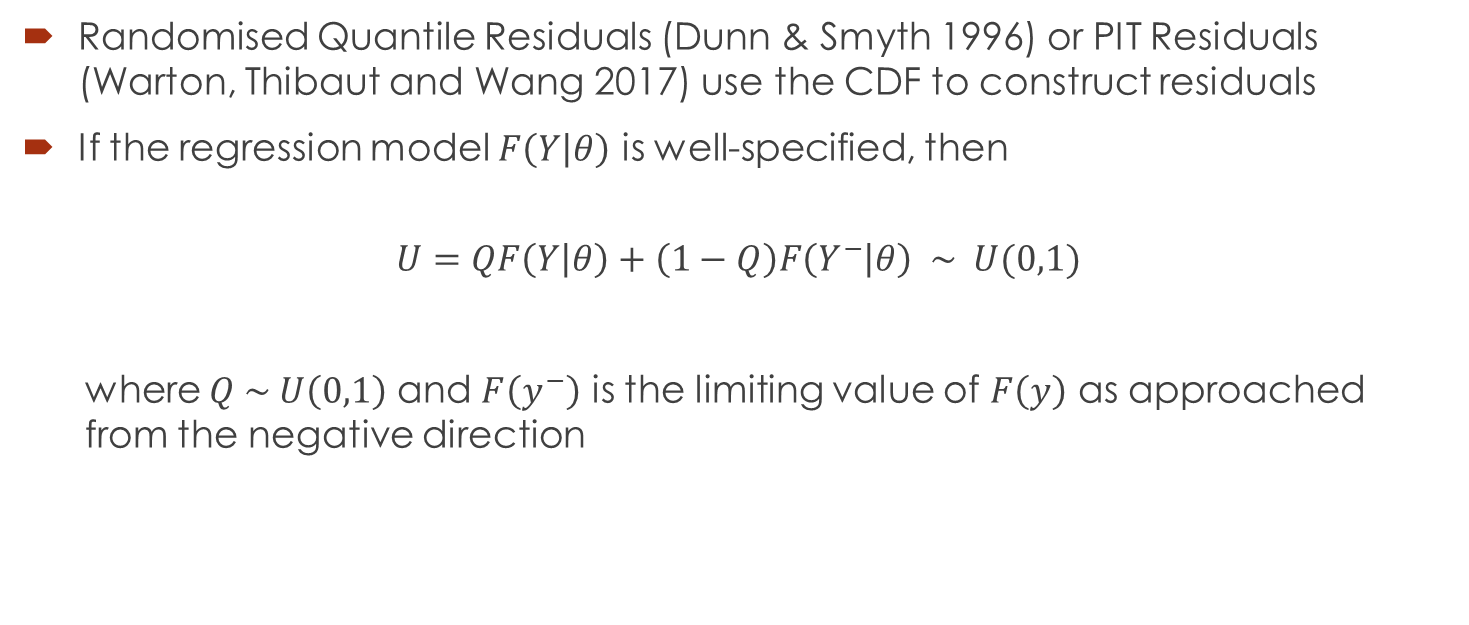 Randomised Quantile Residuals (Dunn & Smyth 1996) or PIT Residuals
(Warton, Thibaut and Wang 2017) use the CDF to construct residuals
If the regression model F(Y|θ) is well-specified, then
U = QF(Y|θ) + (1 − Q)F(Y⁻|θ) ~ U(0,1)
where Q ~ U(0,1) and F(y⁻) is the limiting value of F(y) as approached
from the negative direction